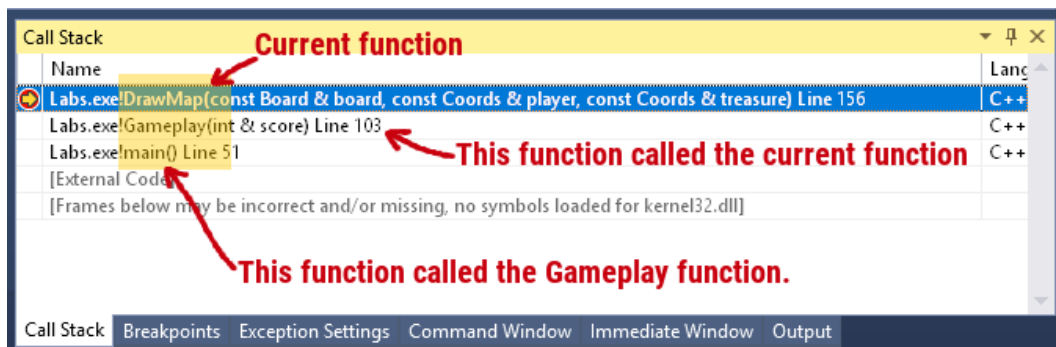 Call Stack
Current function
Name Lang
Labs.exe!DrawMap(const Board & board, const Coords & player, const Coords & treasure) Line 156 C++
Labs.exe!Gameplay(int & score) Line 103 C++
This function called the current function
Labs.exe!main() Line 51 C++
[External Code]
[Frames below may be incorrect and/or missing, no symbols loaded for kernel32.dll]
This function called the Gameplay function.
Call Stack Breakpoints Exception Settings Command Window Immediate Window Output